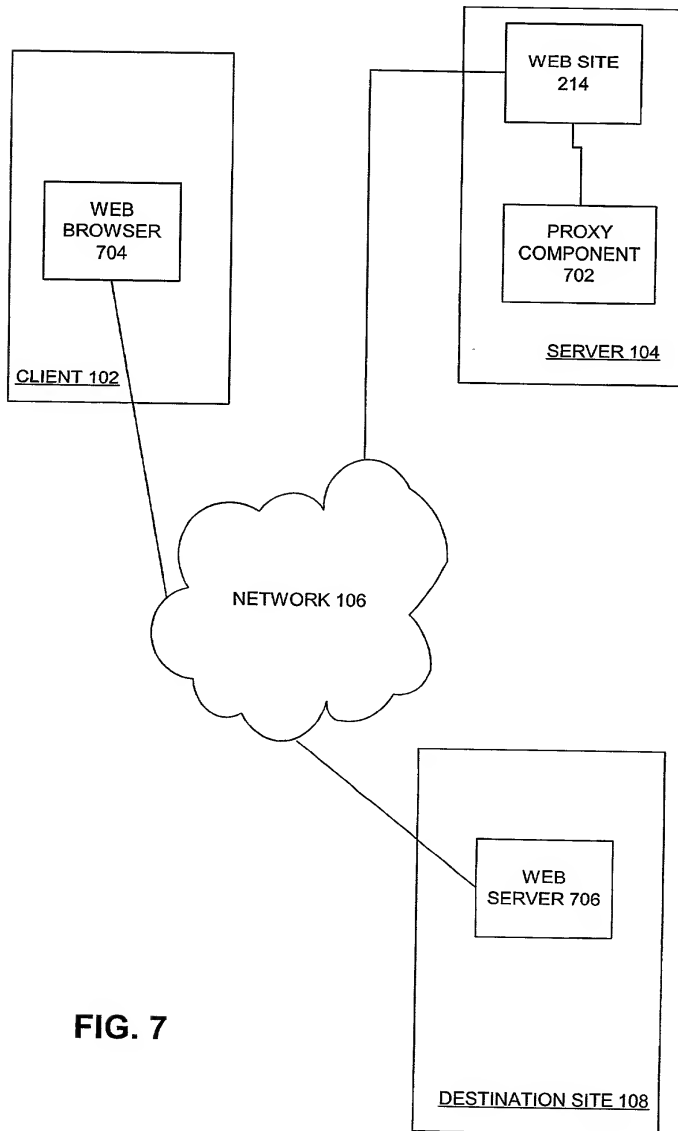 WEB SITE
214
WEB
BROWSER
704
PROXY
COMPONENT
702
SERVER 104
CLIENT 102
NETWORK 106
WEB
SERVER 706
FIG. 7
DESTINATION SITE 108